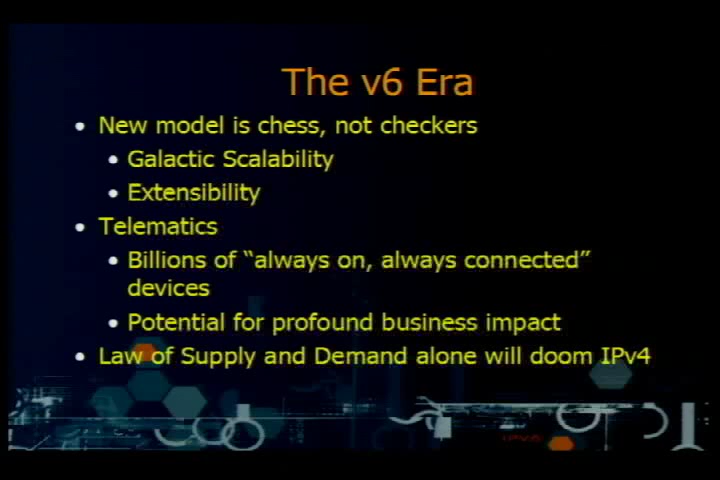 The v6 Era
• New model is chess, not checkers
• Galactic Scalability
• Extensibility
• Telematics
• Billions of “always on, always connected”
devices
• Potential for profound business impact
• Law of Supply and Demand alone will doom IPv4
IPV6